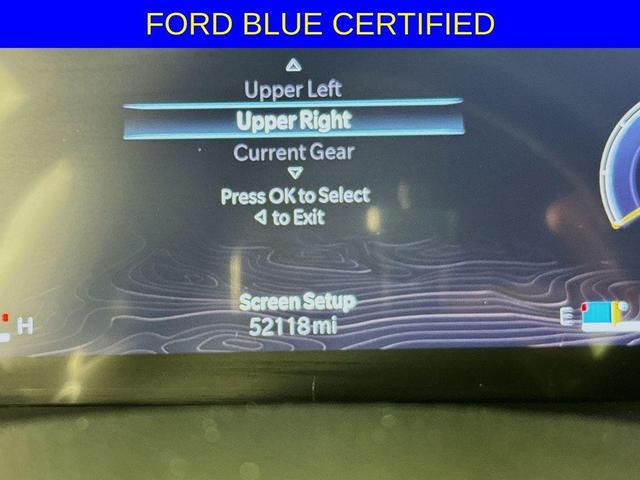 FORD BLUE CERTIFIED
Upper Left
Upper Right
Current Gear
Press OK to Select
to Exit
Screen Setup
52118 mi
H
E